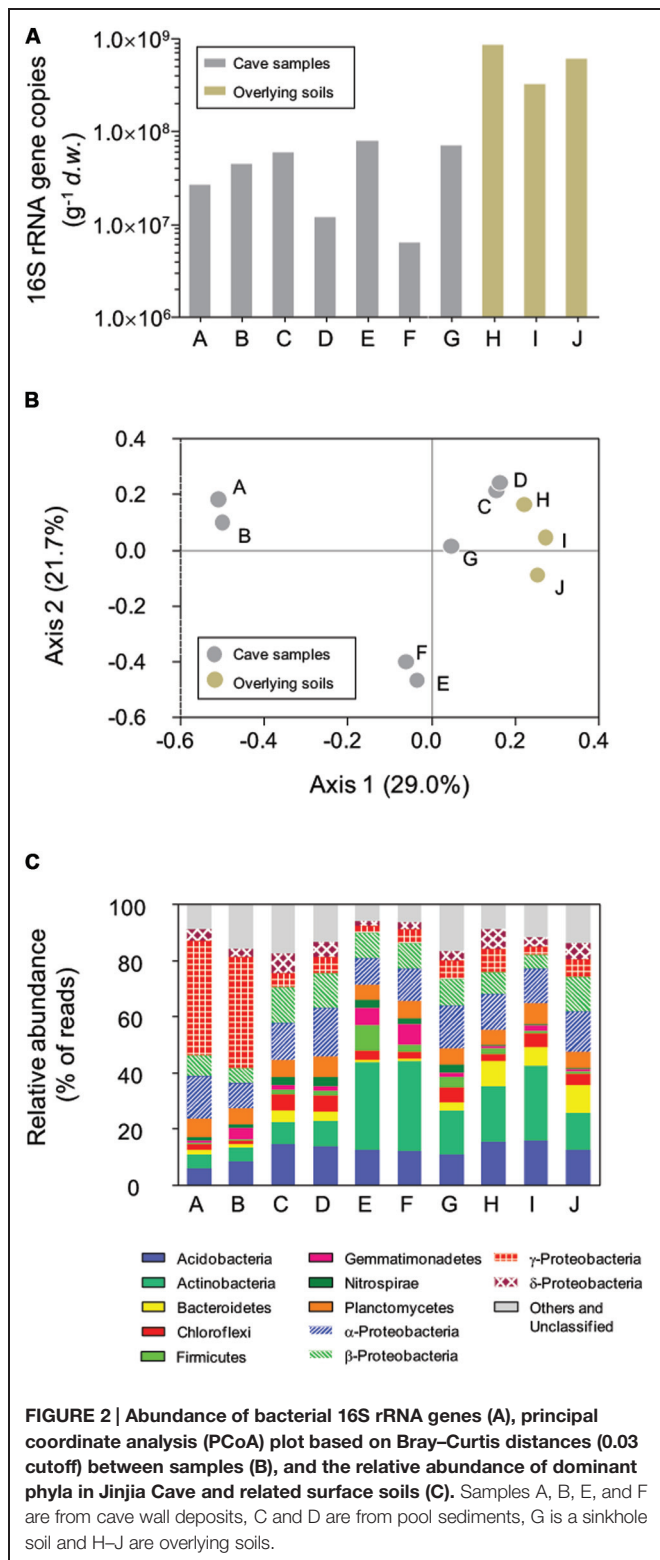 A
1.0×10⁹
1.0×10⁸
1.0×10⁷
1.0×10⁶
16S rRNA gene copies
(g⁻¹ d.w.)
Cave samples
Overlying soils
A B C D E F G H I J
B
0.4
0.2
0.0
-0.2
-0.4
-0.6
Axis 2 (21.7%)
A
B
C
D
H
I
G
J
F
E
Cave samples
Overlying soils
-0.6 -0.4 -0.2 0.0 0.2 0.4
Axis 1 (29.0%)
C
100
80
60
40
20
0
Relative abundance
(% of reads)
A B C D E F G H I J
Acidobacteria
Actinobacteria
Bacteroidetes
Chloroflexi
Firmicutes
Gemmatimonadetes
Nitrospirae
Planctomycetes
α-Proteobacteria
β-Proteobacteria
γ-Proteobacteria
δ-Proteobacteria
Others and
Unclassified
FIGURE 2 | Abundance of bacterial 16S rRNA genes (A), principal
coordinate analysis (PCoA) plot based on Bray–Curtis distances (0.03
cutoff) between samples (B), and the relative abundance of dominant
phyla in Jinjia Cave and related surface soils (C). Samples A, B, E, and F
are from cave wall deposits, C and D are from pool sediments, G is a sinkhole
soil and H–J are overlying soils.